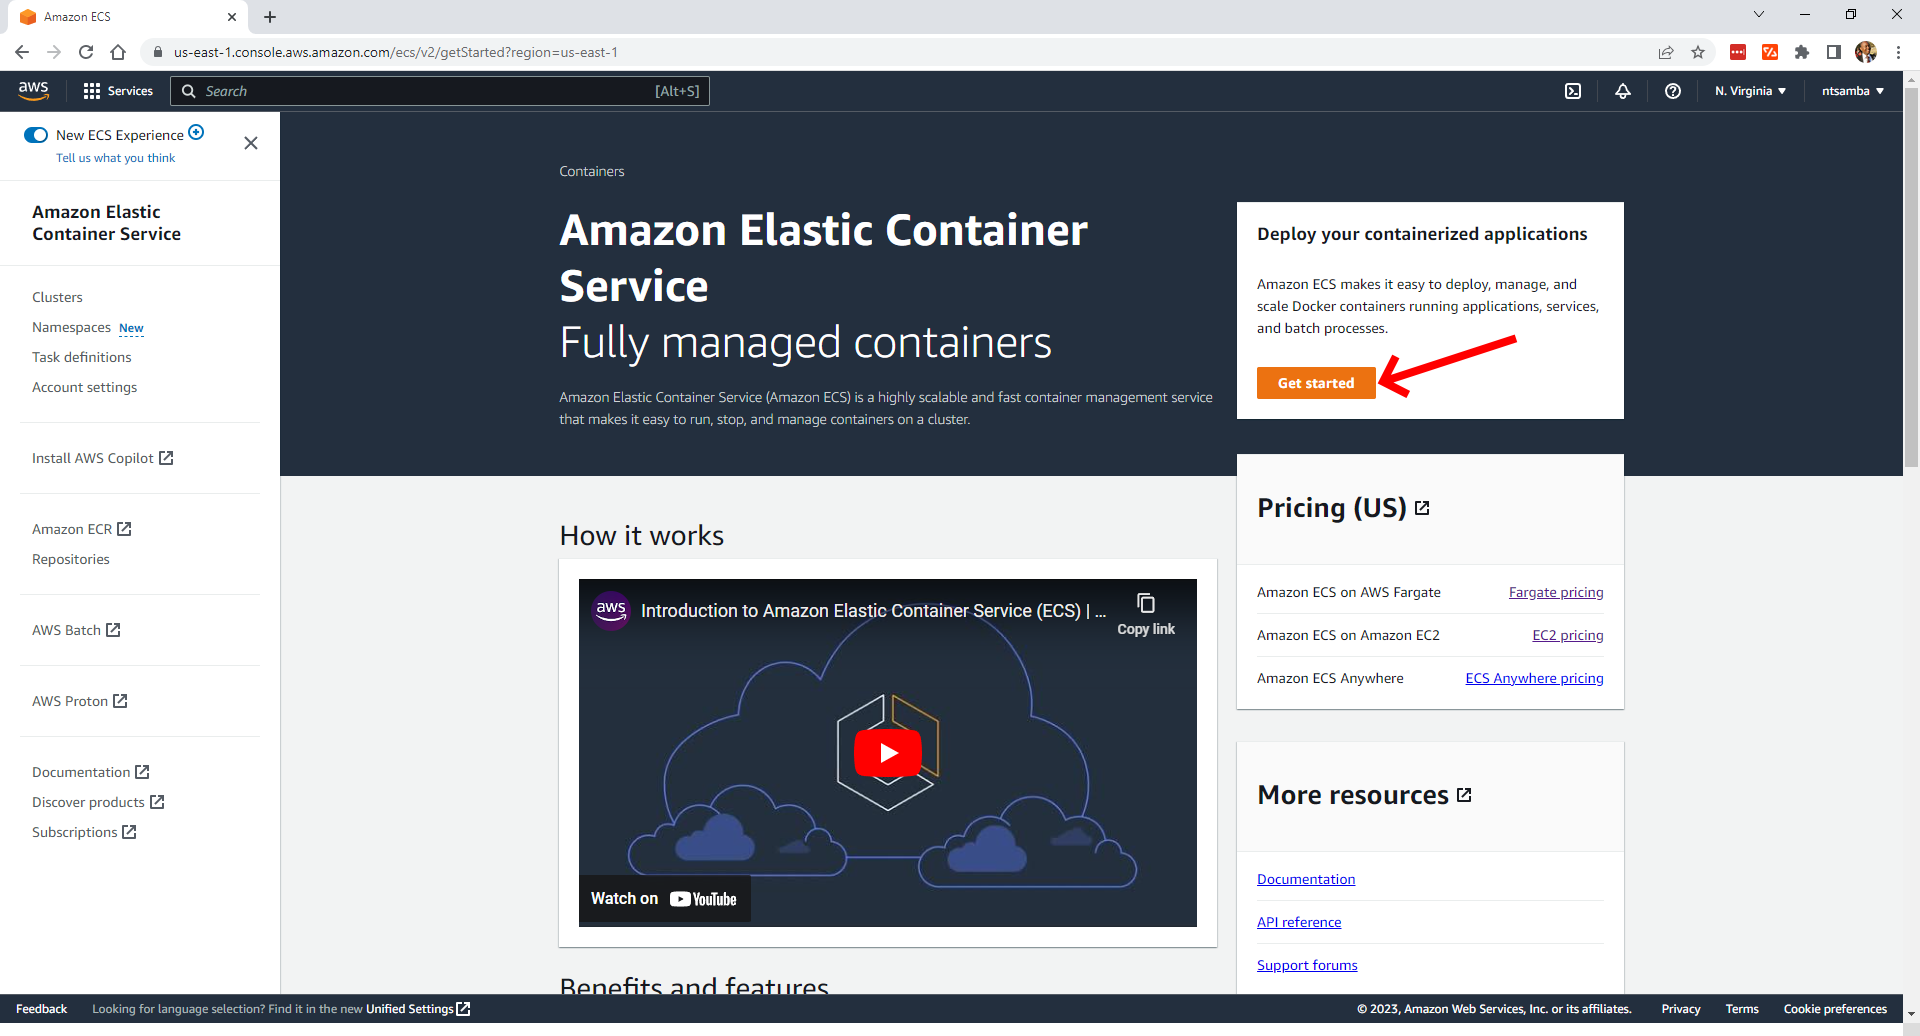 Amazon ECS
us-east-1.console.aws.amazon.com/ecs/v2/getStarted?region=us-east-1
aws
Services
Search
[Alt+S]
N. Virginia
ntsamba
New ECS Experience
Tell us what you think
Amazon Elastic
Container Service
Clusters
Namespaces New
Task definitions
Account settings
Install AWS Copilot
Amazon ECR
Repositories
AWS Batch
AWS Proton
Documentation
Discover products
Subscriptions
Containers
Amazon Elastic Container
Service
Fully managed containers
Amazon Elastic Container Service (Amazon ECS) is a highly scalable and fast container management service
that makes it easy to run, stop, and manage containers on a cluster.
Deploy your containerized applications
Amazon ECS makes it easy to deploy, manage, and
scale Docker containers running applications, services,
and batch processes.
Get started
How it works
aws
Introduction to Amazon Elastic Container Service (ECS) | ...
Copy link
Watch on YouTube
Benefits and features
Pricing (US)
Amazon ECS on AWS Fargate Fargate pricing
Amazon ECS on Amazon EC2 EC2 pricing
Amazon ECS Anywhere ECS Anywhere pricing
More resources
Documentation
API reference
Support forums
Feedback
Looking for language selection? Find it in the new Unified Settings
© 2023, Amazon Web Services, Inc. or its affiliates.
Privacy
Terms
Cookie preferences